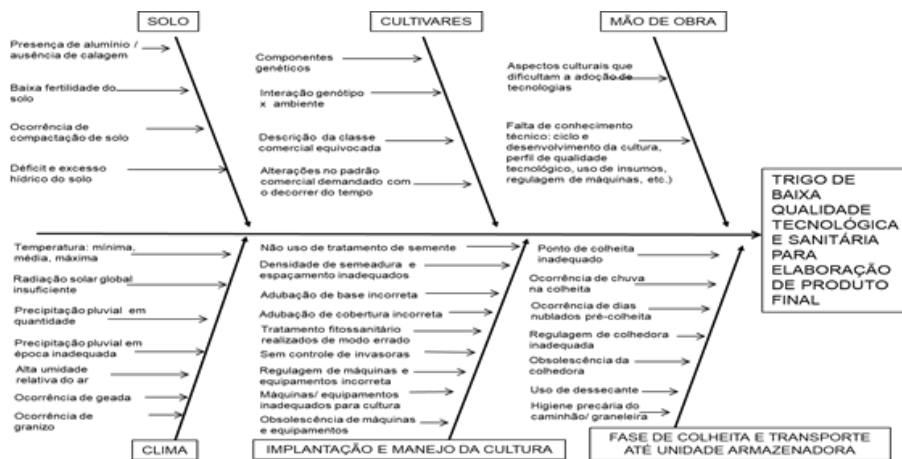 SOLO
Presença de alumínio /
ausência de calagem
Baixa fertilidade do
solo
Ocorrência de
compactação de solo
Déficit e excesso
hídrico do solo
CULTIVARES
Componentes
genéticos
Interação genótipo
x ambiente
Descrição da classe
comercial equivocada
Alterações no padrão
comercial demandado com
o decorrer do tempo
MÃO DE OBRA
Aspectos culturais que
dificultam a adoção de
tecnologias
Falta de conhecimento
técnico: ciclo e
desenvolvimento da cultura,
perfil de qualidade
tecnológico, uso de insumos,
regulagem de máquinas, etc.)
TRIGO DE
BAIXA
QUALIDADE
TECNOLÓGICA
E SANITÁRIA
PARA
ELABORAÇÃO
DE PRODUTO
FINAL
Temperatura: mínima,
média, máxima
Radiação solar global
insuficiente
Precipitação pluvial em
quantidade
Precipitação pluvial em
época inadequada
Alta umidade
relativa do ar
Ocorrência de geada
Ocorrência de
granizo
CLIMA
Não uso de tratamento de semente
Densidade de semeadura e
espaçamento inadequados
Adubação de base incorreta
Adubação de cobertura incorreta
Tratamento fitossanitário
realizados de modo errado
Sem controle de invasoras
Regulagem de máquinas e
equipamentos incorreta
Máquinas/ equipamentos
inadequados para cultura
Obsolescência de máquinas
e equipamentos
IMPLANTAÇÃO E MANEJO DA CULTURA
Ponto de colheita
inadequado
Ocorrência de chuva
na colheita
Ocorrência de dias
nublados pré-colheita
Regulagem de colhedora
inadequada
Obsolescência da
colhedora
Uso de dessecante
Higiene precária do
caminhão/ graneleira
FASE DE COLHEITA E TRANSPORTE
ATÉ UNIDADE ARMAZENADORA